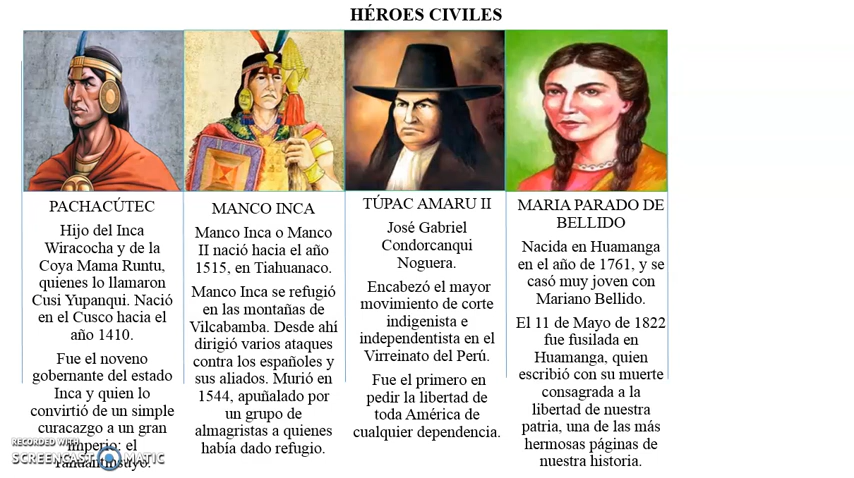 HÉROES CIVILES
PACHACÚTEC
Hijo del Inca
Wiracocha y de la
Coya Mama Runtu,
quienes lo llamaron
Cusi Yupanqui. Nació
en el Cusco hacia el
año 1410.
Fue el noveno
gobernante del estado
Inca y quien lo
convirtió de un simple
curacazgo a un gran
imperio: el
MANCO INCA
Manco Inca o Manco
II nació hacia el año
1515, en Tiahuanaco.
Manco Inca se refugió
en las montañas de
Vilcabamba. Desde ahí
dirigió varios ataques
contra los españoles y
sus aliados. Murió en
1544, apuñalado por
un grupo de
almagristas a quienes
había dado refugio.
TÚPAC AMARU II
José Gabriel
Condorcanqui
Noguera.
Encabezó el mayor
movimiento de corte
indigenista e
independentista en el
Virreinato del Perú.
Fue el primero en
pedir la libertad de
toda América de
cualquier dependencia.
MARIA PARADO DE
BELLIDO
Nacida en Huamanga
en el año de 1761, y se
casó muy joven con
Mariano Bellido.
El 11 de Mayo de 1822
fue fusilada en
Huamanga, quien
escribió con su muerte
consagrada a la
libertad de nuestra
patria, una de las más
hermosas páginas de
nuestra historia.
RECORDED WITH
SCREENCAST MATIC